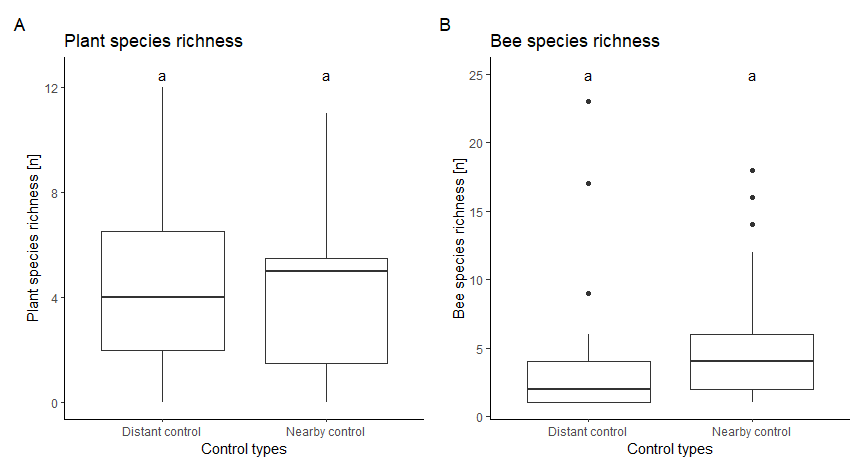 A
Plant species richness
a a
12
8
4
0
Plant species richness [n]
Distant control Nearby control
Control types
B
Bee species richness
a a
25
20
15
10
5
0
Bee species richness [n]
Distant control Nearby control
Control types